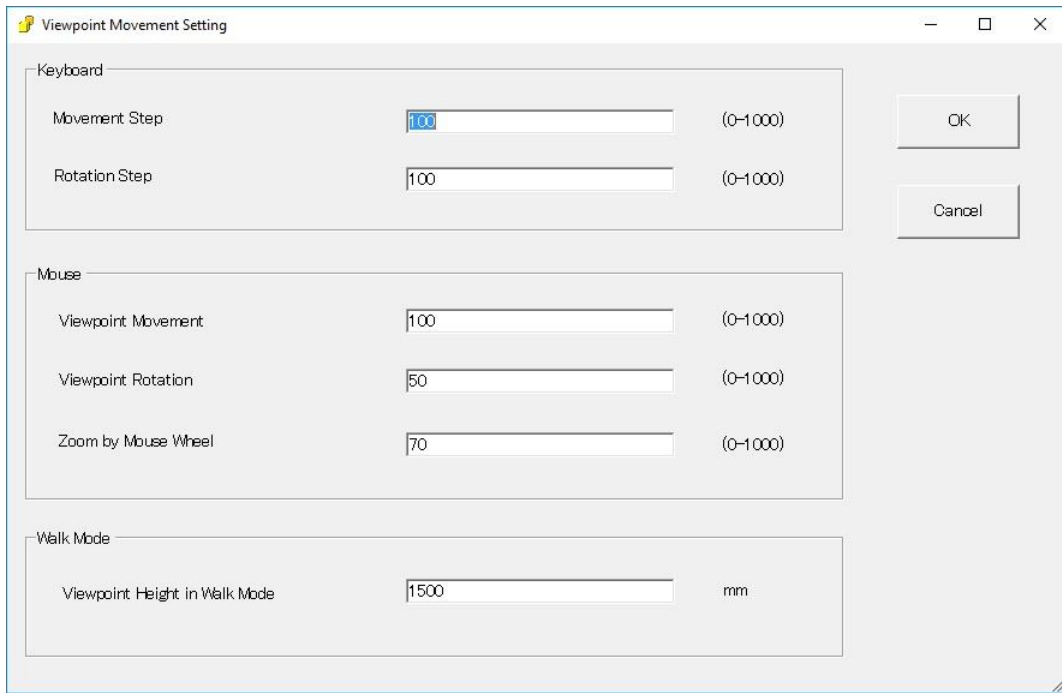 Viewpoint Movement Setting
Keyboard
Movement Step 100 (0-1000)
Rotation Step 100 (0-1000)
OK
Cancel
Mouse
Viewpoint Movement 100 (0-1000)
Viewpoint Rotation 50 (0-1000)
Zoom by Mouse Wheel 70 (0-1000)
Walk Mode
Viewpoint Height in Walk Mode 1500 mm